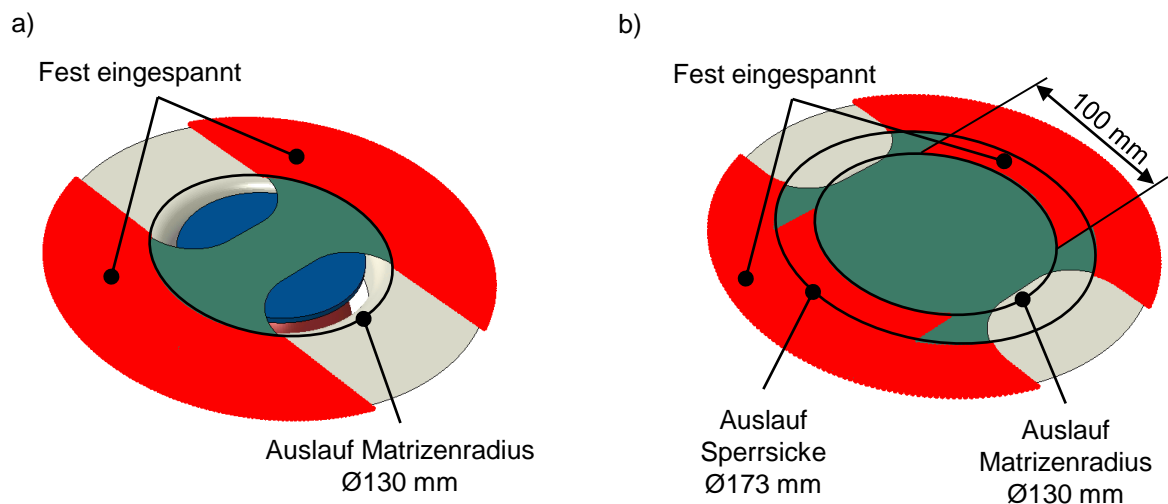 a)
Fest eingespannt
Auslauf Matrizenradius
Ø130 mm
b)
Fest eingespannt
100 mm
Auslauf
Sperrsicke
Ø173 mm
Auslauf
Matrizenradius
Ø130 mm